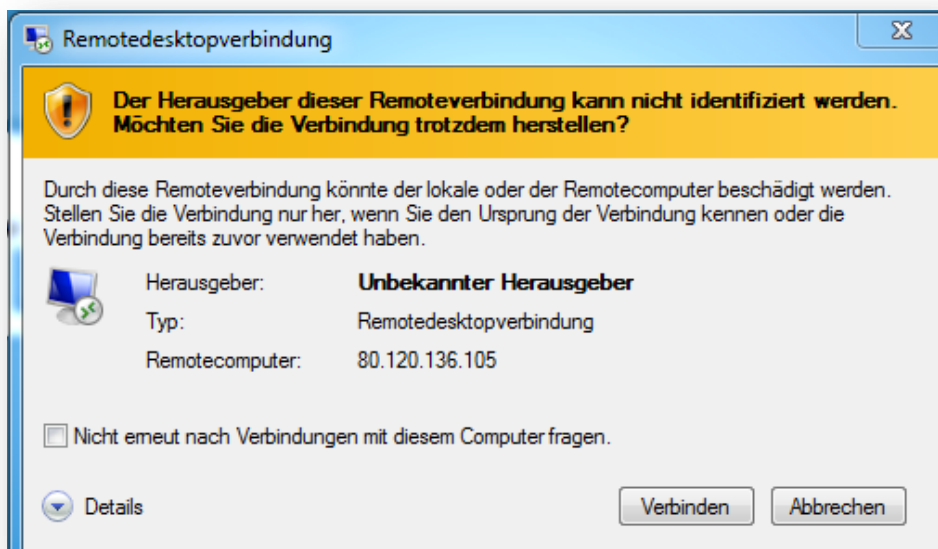 Remotedesktopverbindung
Der Herausgeber dieser Remoteverbindung kann nicht identifiziert werden.
Möchten Sie die Verbindung trotzdem herstellen?
Durch diese Remoteverbindung könnte der lokale oder der Remotecomputer beschädigt werden.
Stellen Sie die Verbindung nur her, wenn Sie den Ursprung der Verbindung kennen oder die
Verbindung bereits zuvor verwendet haben.
Herausgeber: Unbekannter Herausgeber
Typ: Remotedesktopverbindung
Remotecomputer: 80.120.136.105
Nicht erneut nach Verbindungen mit diesem Computer fragen.
Details Verbinden Abbrechen